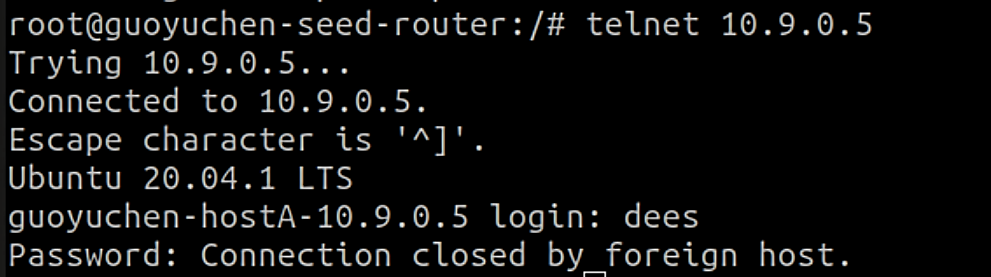 root@guoyuchen-seed-router:/# telnet 10.9.0.5
Trying 10.9.0.5...
Connected to 10.9.0.5.
Escape character is '^]'.
Ubuntu 20.04.1 LTS
guoyuchen-hostA-10.9.0.5 login: dees
Password: Connection closed by foreign host.